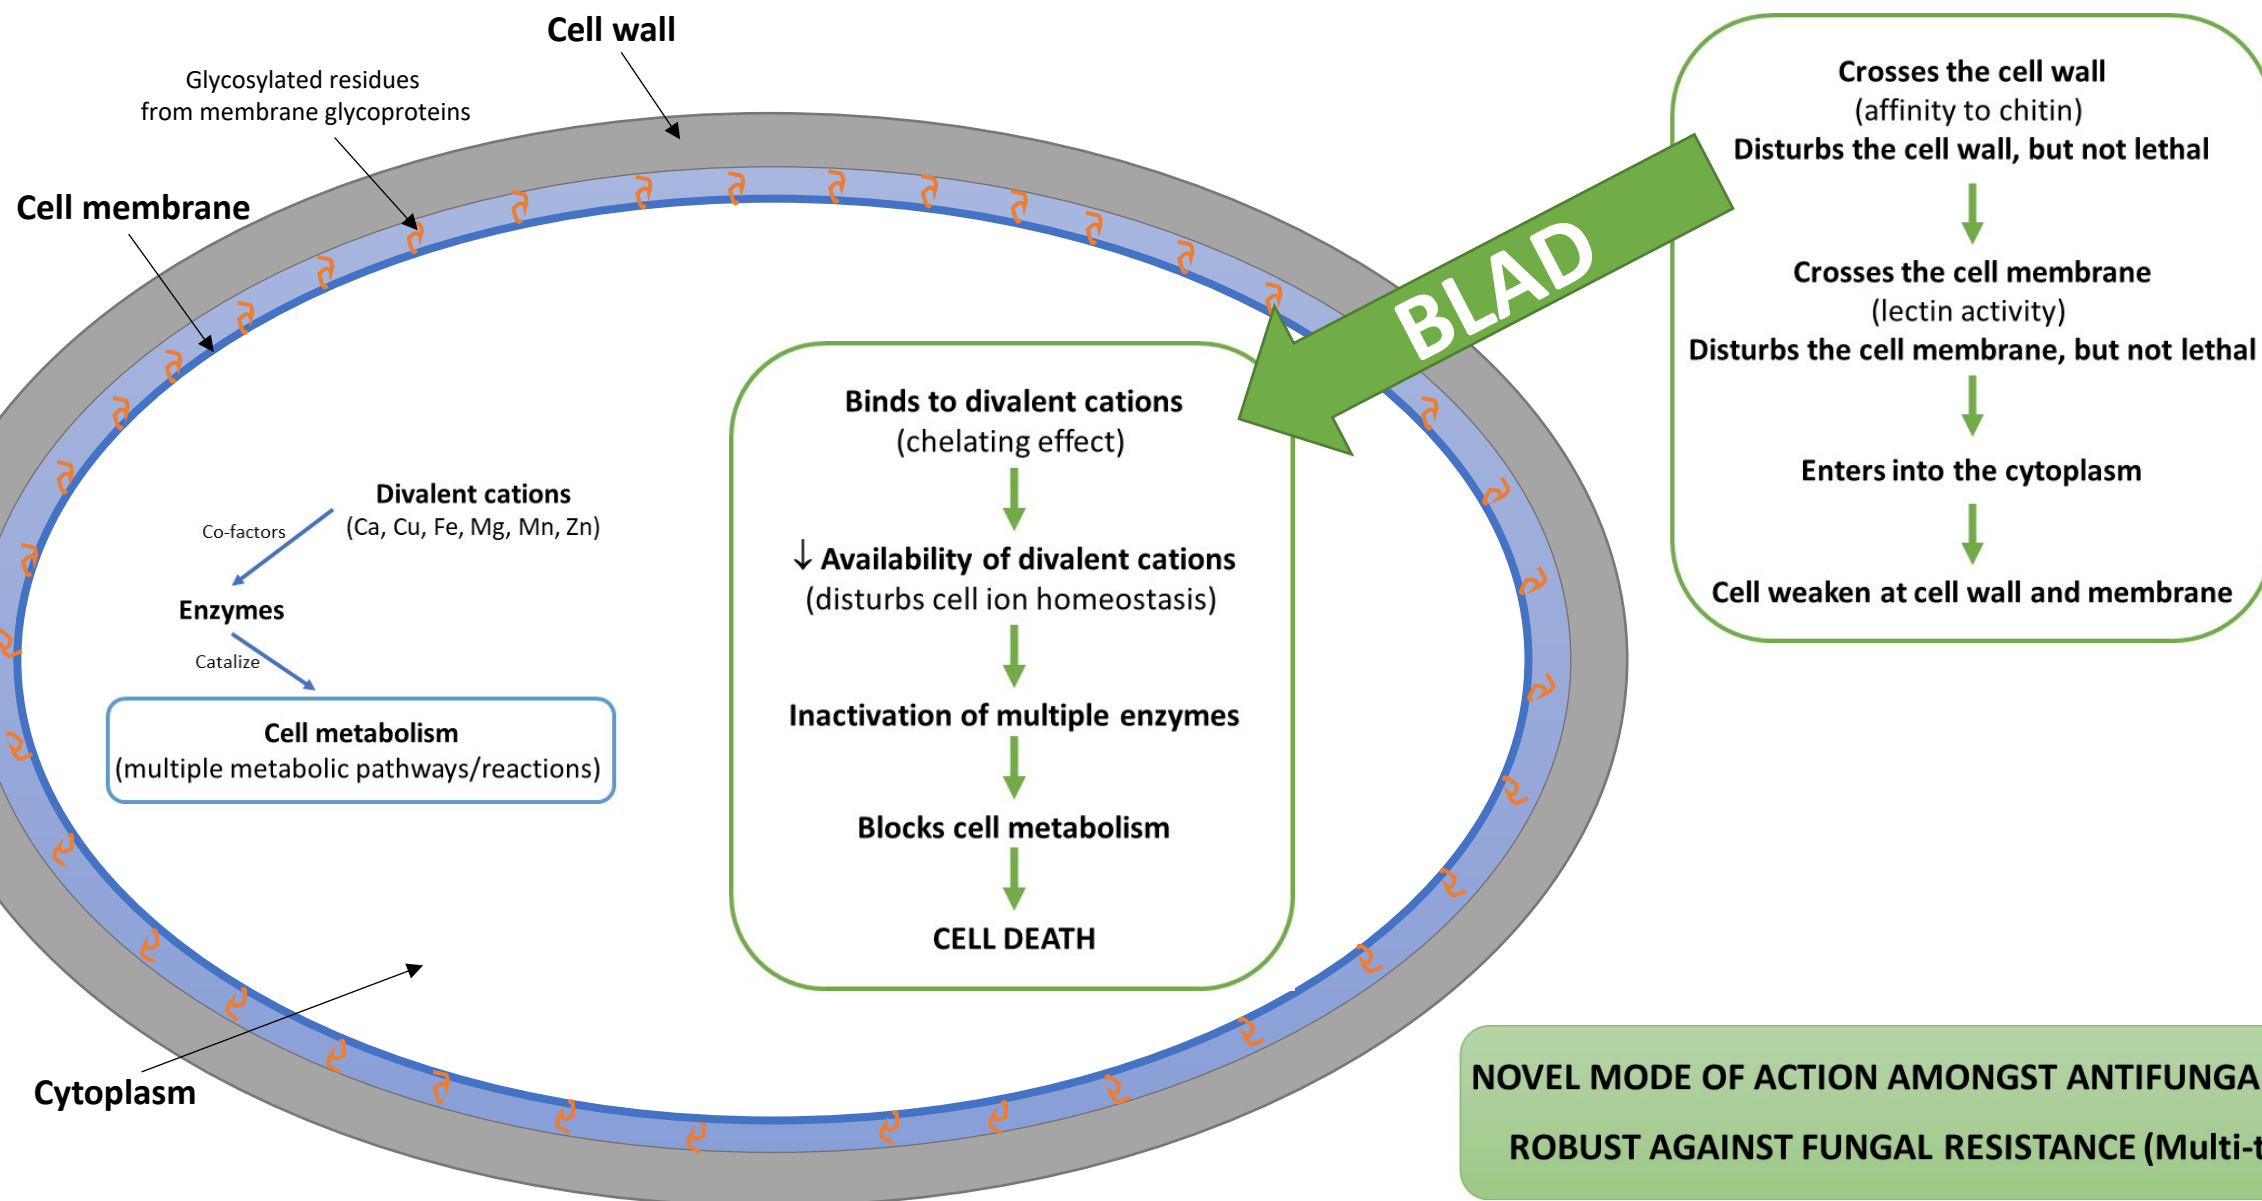 Cell wall
Glycosylated residues
from membrane glycoproteins
Cell membrane
Crosses the cell wall
(affinity to chitin)
Disturbs the cell wall, but not lethal
Crosses the cell membrane
(lectin activity)
Disturbs the cell membrane, but not lethal
Enters into the cytoplasm
Cell weaken at cell wall and membrane
BLAD
Binds to divalent cations
(chelating effect)
↓ Availability of divalent cations
(disturbs cell ion homeostasis)
Inactivation of multiple enzymes
Blocks cell metabolism
CELL DEATH
Divalent cations
(Ca, Cu, Fe, Mg, Mn, Zn)
Co-factors
Enzymes
Catalize
Cell metabolism
(multiple metabolic pathways/reactions)
Cytoplasm
NOVEL MODE OF ACTION AMONGST
ROBUST AGAINST FUNGAL RESISTANCE